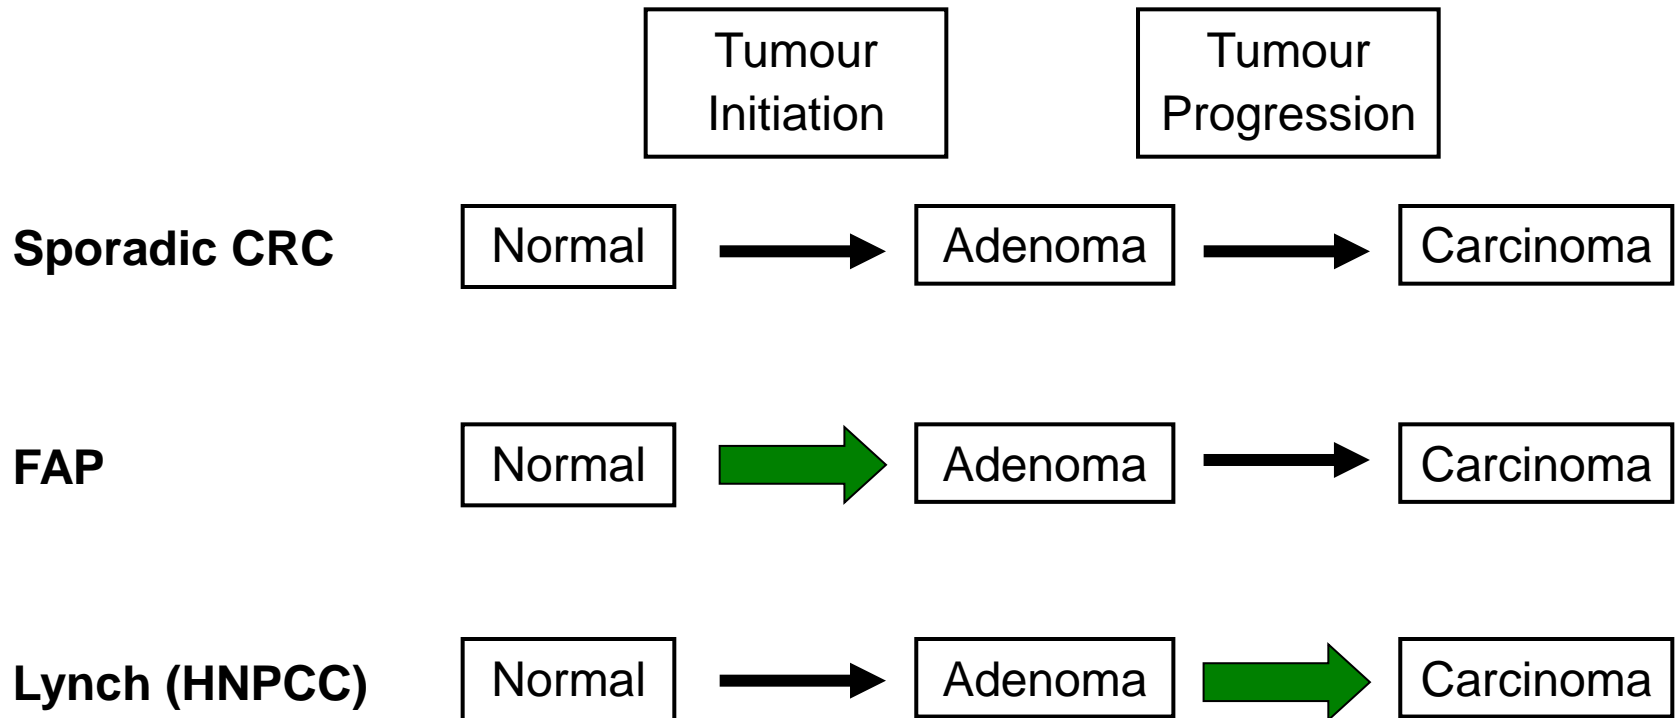 Tumour
Initiation
Tumour
Progression
Sporadic CRC Normal Adenoma Carcinoma
FAP Normal Adenoma Carcinoma
Lynch (HNPCC) Normal Adenoma Carcinoma